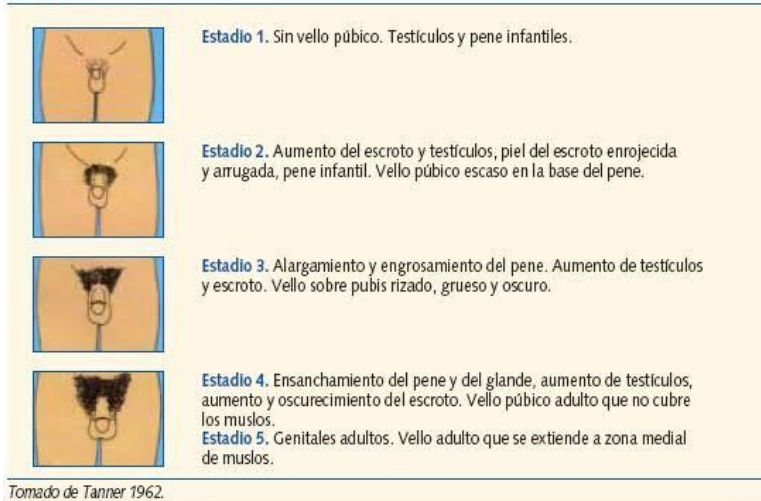 Estadio 1. Sin vello púbico. Testículos y pene infantiles.
Estadio 2. Aumento del escroto y testículos, piel del escroto enrojecida
y arrugada, pene infantil. Vello púbico escaso en la base del pene.
Estadio 3. Alargamiento y engrosamiento del pene. Aumento de testículos
y escroto. Vello sobre pubis rizado, grueso y oscuro.
Estadio 4. Ensanchamiento del pene y del glande, aumento de testículos,
aumento y oscurecimiento del escroto. Vello púbico adulto que no cubre
los muslos.
Estadio 5. Genitales adultos. Vello adulto que se extiende a zona medial
de muslos.
Tomado de Tanner 1962.